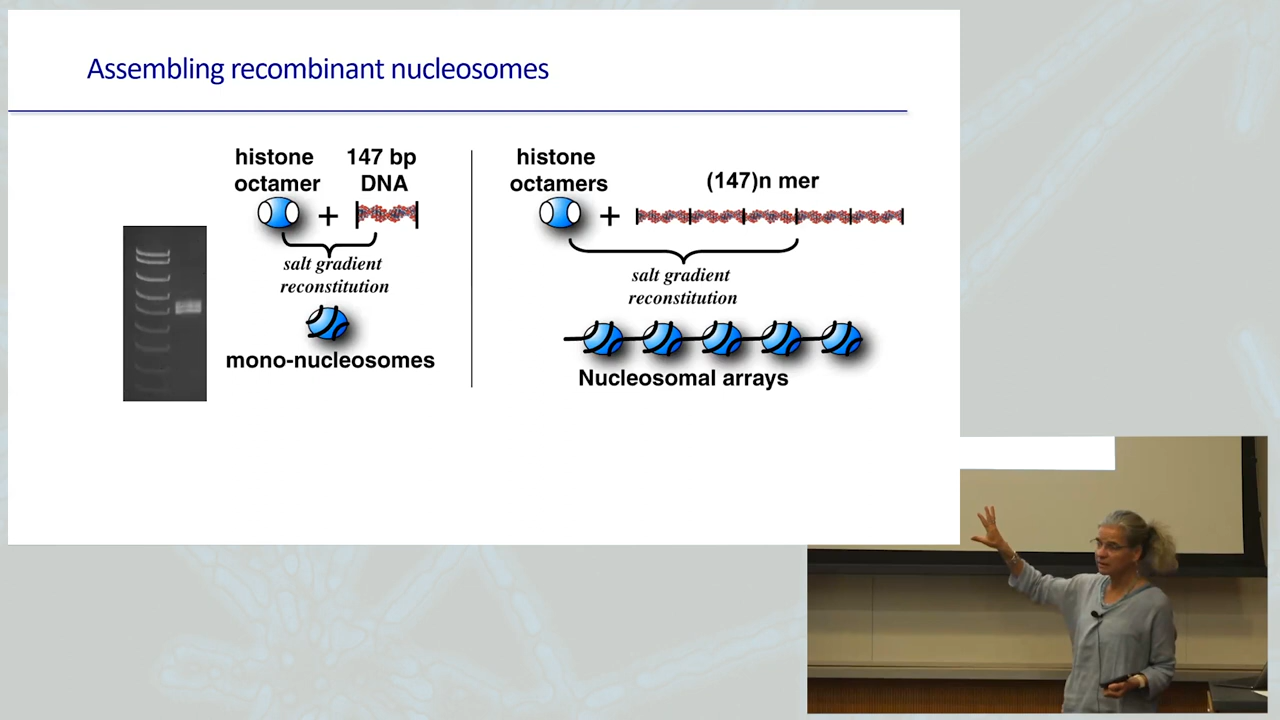 Assembling recombinant nucleosomes
histone
octamer
147 bp
DNA
+
salt gradient
reconstitution
mono-nucleosomes
histone
octamers
(147)n mer
+
salt gradient
reconstitution
Nucleosomal arrays